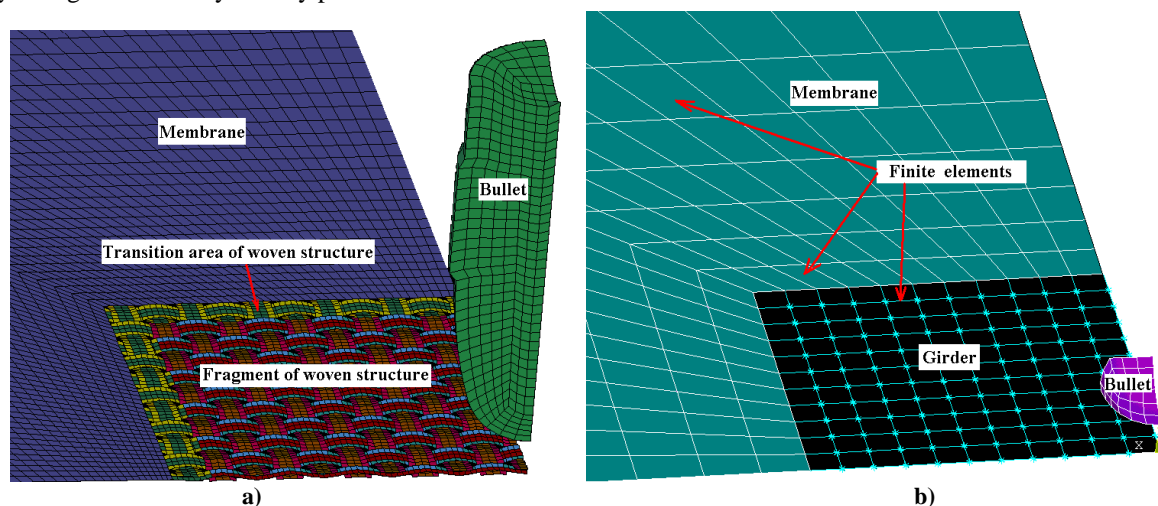 Membrane
Bullet
Transition area of woven structure
Fragment of woven structure
a)
Membrane
Finite elements
Girder
Bullet
X
b)